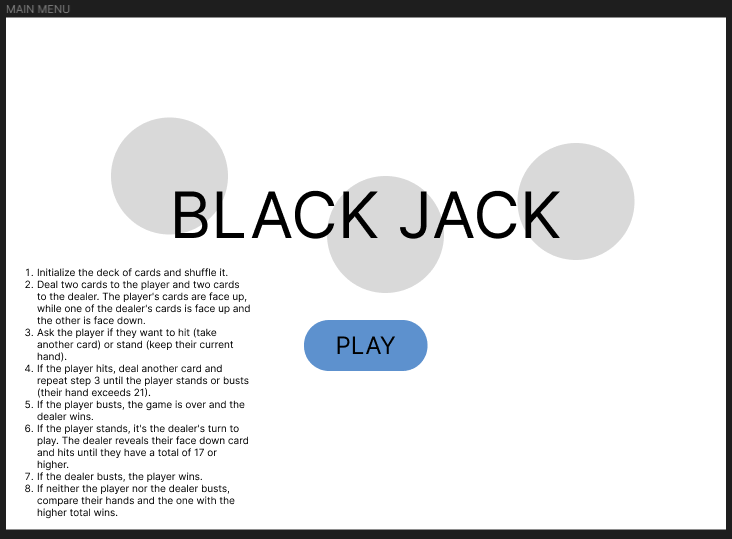 MAIN MENU
BLACK JACK
1. Initialize the deck of cards and shuffle it.
2. Deal two cards to the player and two cards
to the dealer. The player's cards are face up,
while one of the dealer's cards is face up and
the other is face down.
3. Ask the player if they want to hit (take
another card) or stand (keep their current
hand).
4. If the player hits, deal another card and
repeat step 3 until the player stands or busts
(their hand exceeds 21).
5. If the player busts, the game is over and the
dealer wins.
6. If the player stands, it's the dealer's turn to
play. The dealer reveals their face down card
and hits until they have a total of 17 or
higher.
7. If the dealer busts, the player wins.
8. If neither the player nor the dealer busts,
compare their hands and the one with the
higher total wins.
PLAY